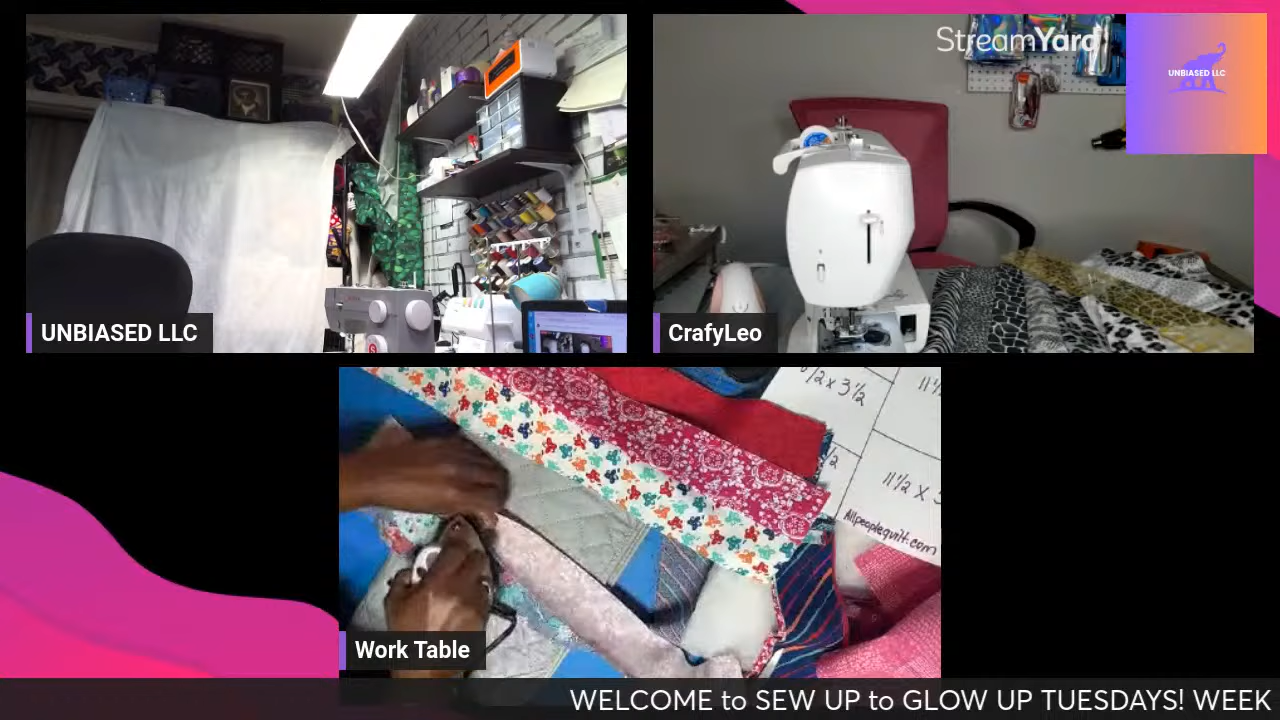 StreamYard
UNBIASED LLC
UNBIASED LLC
CrafyLeo
1/2 x 3 1/2
11 1/2 X
Allpeoplequilt.com
Work Table
WELCOME to SEW UP to GLOW UP TUESDAYS! WEEK